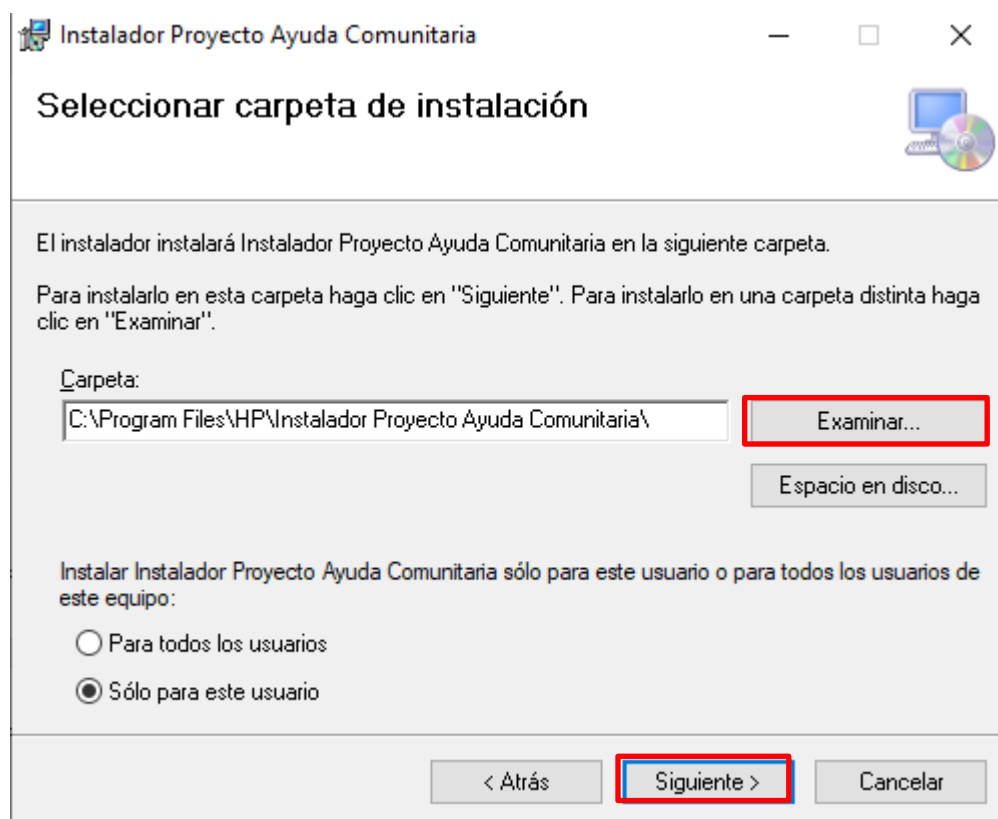 Instalador Proyecto Ayuda Comunitaria
Seleccionar carpeta de instalación
El instalador instalará Instalador Proyecto Ayuda Comunitaria en la siguiente carpeta.
Para instalarlo en esta carpeta haga clic en "Siguiente". Para instalarlo en una carpeta distinta haga
clic en "Examinar".
Carpeta:
C:\Program Files\HP\Instalador Proyecto Ayuda Comunitaria\
Examinar...
Espacio en disco...
Instalar Instalador Proyecto Ayuda Comunitaria sólo para este usuario o para todos los usuarios de
este equipo:
Para todos los usuarios
Sólo para este usuario
< Atrás
Siguiente >
Cancelar